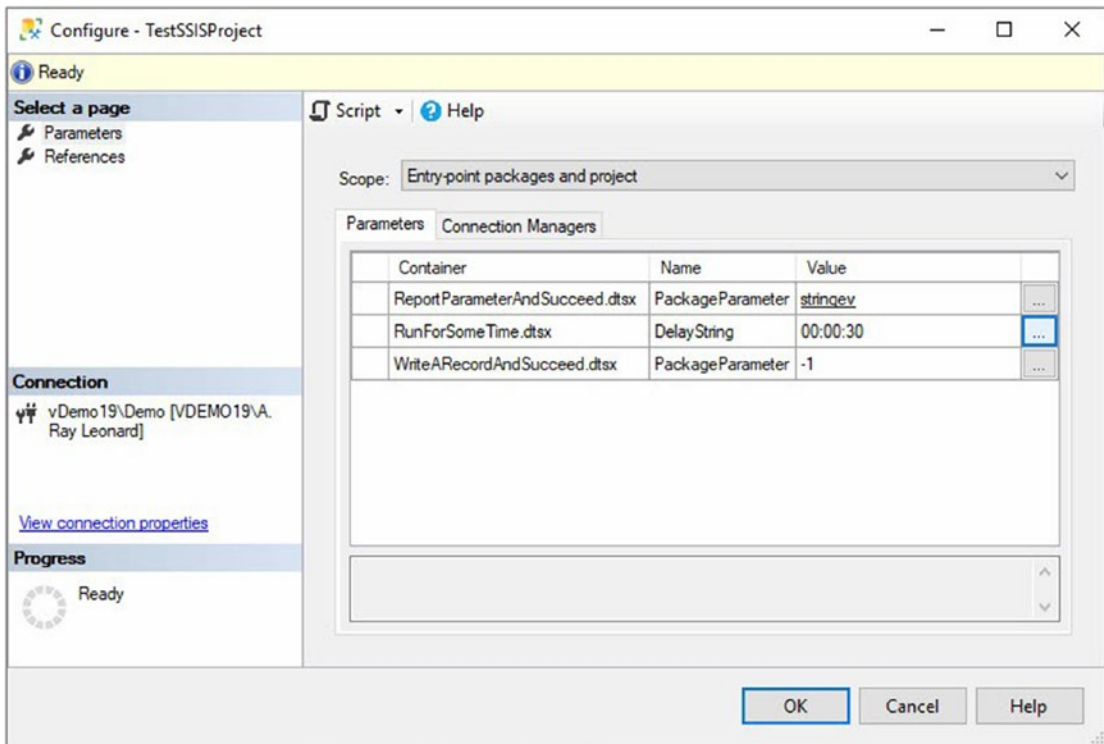 Configure - TestSSISProject
Ready
Select a page
Parameters
References
Script
Help
Scope: Entry-point packages and project
Parameters Connection Managers
Container Name Value
ReportParameterAndSucceed.dtsx PackageParameter stringev ...
RunForSomeTime.dtsx DelayString 00:00:30 ...
WriteARecordAndSucceed.dtsx PackageParameter -1 ...
Connection
vDemo19\Demo [VDEMO19\A.
Ray Leonard]
View connection properties
Progress
Ready
OK Cancel Help